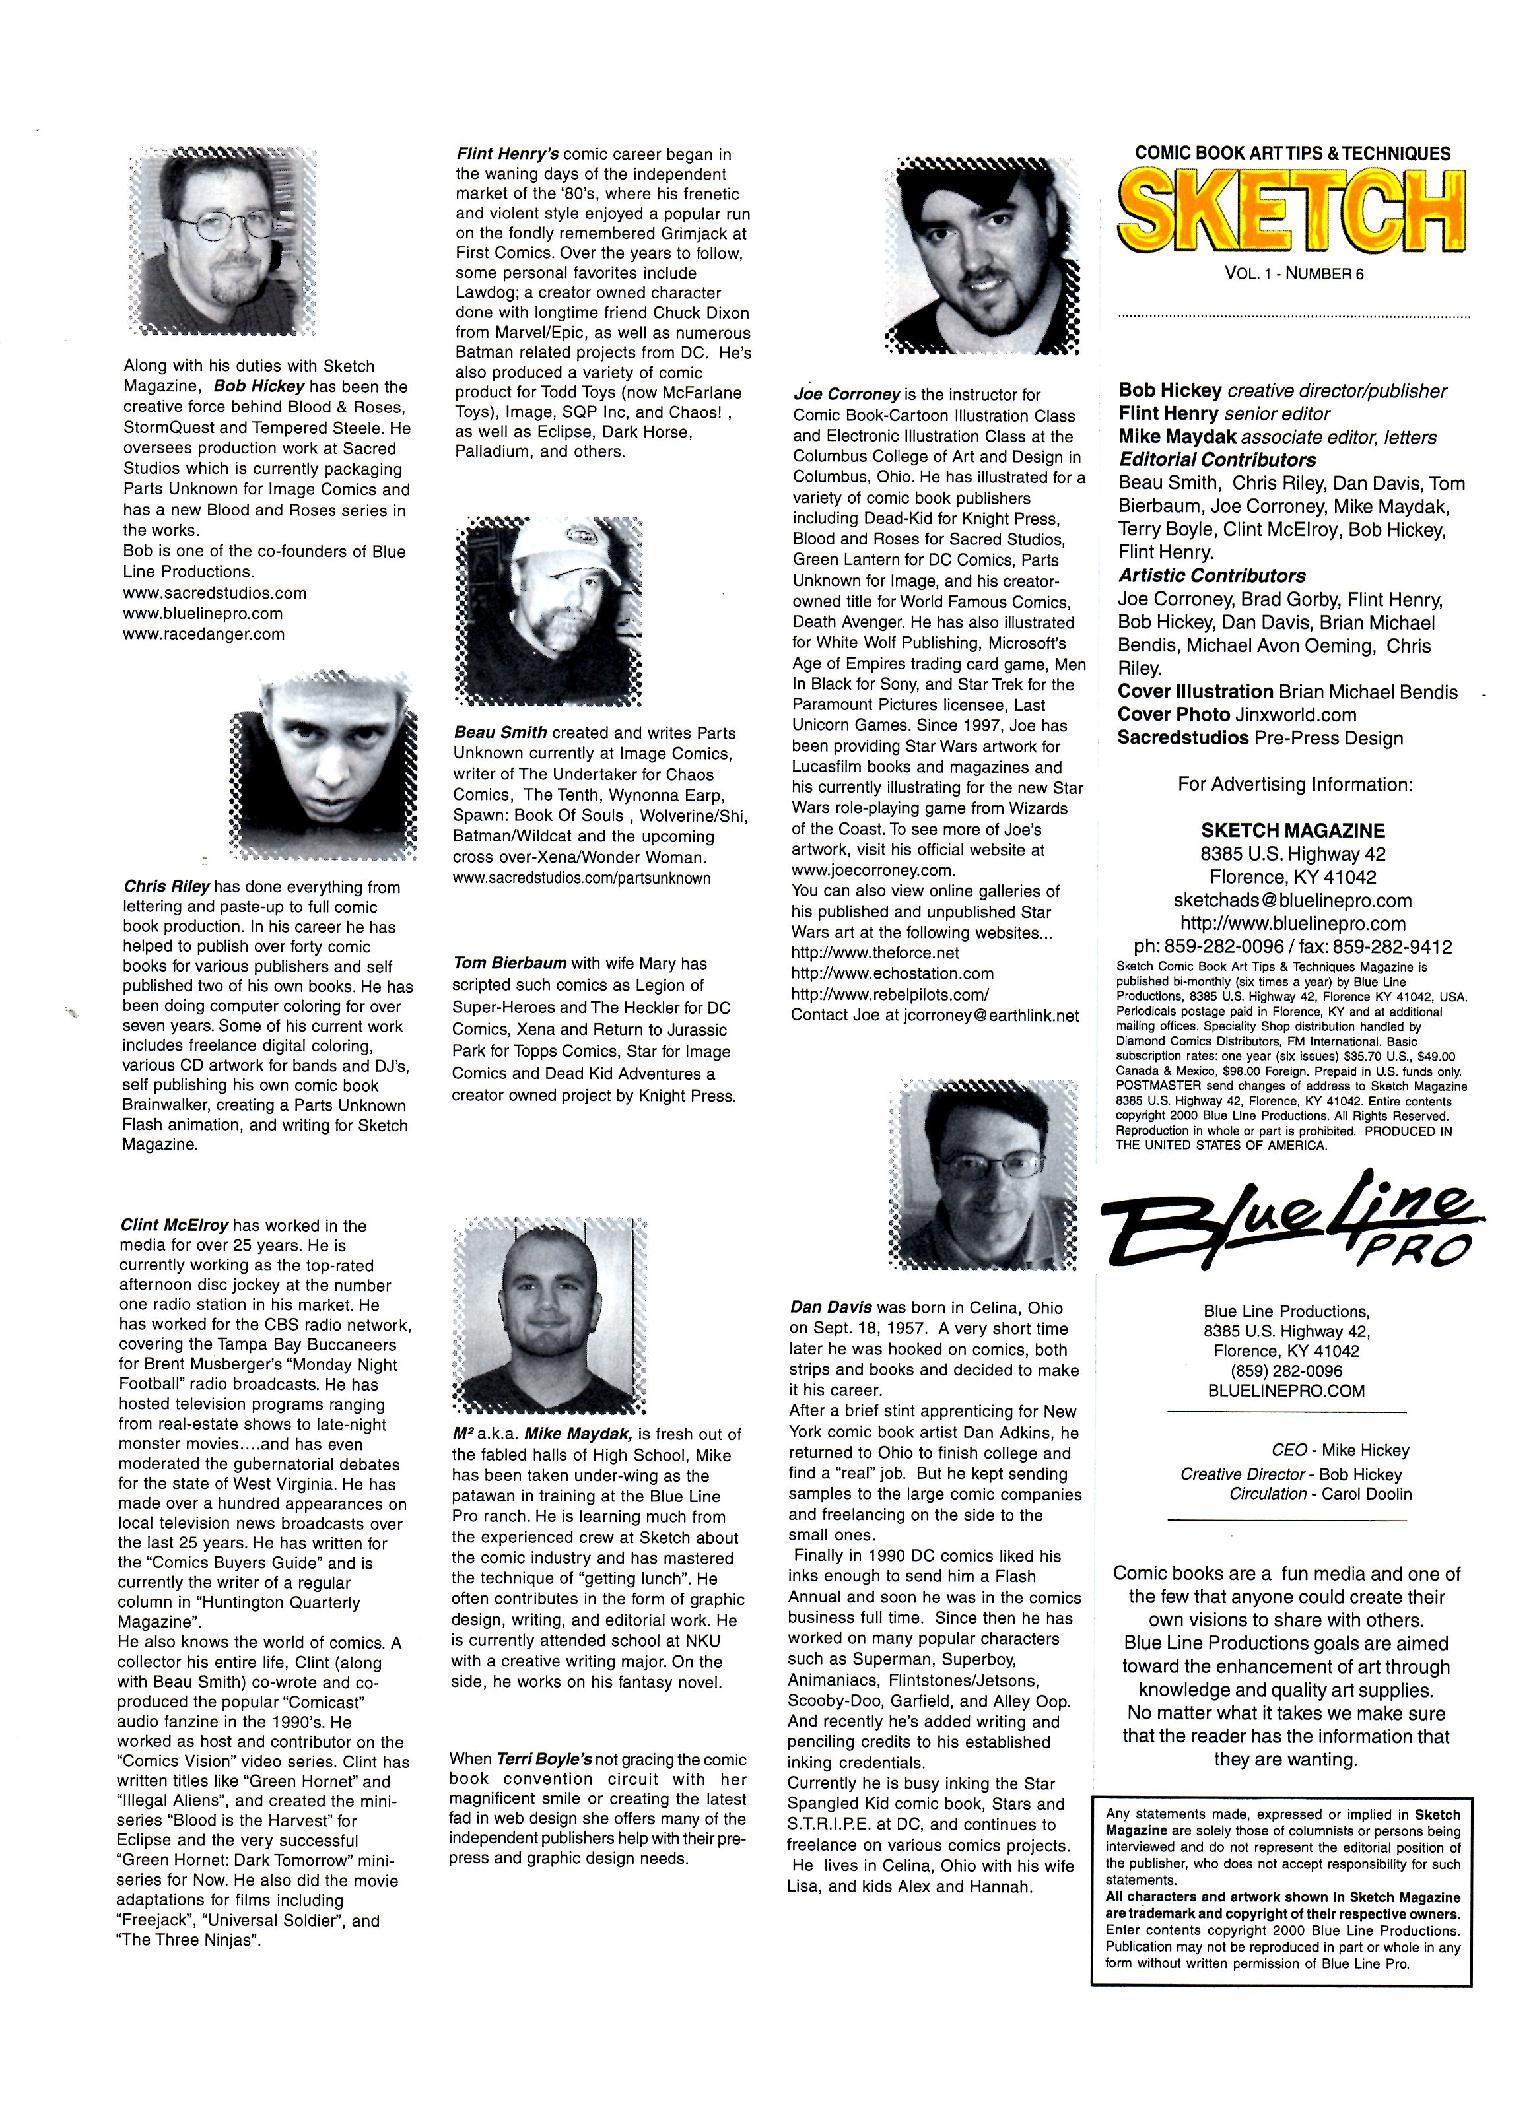 Along with his duties with Sketch
Magazine, Bob Hickey has been the
creative force behind Blood & Roses,
StormQuest and Tempered Steele. He
oversees production work at Sacred
Studios which is currently packaging
Parts Unknown for Image Comics and
has a new Blood and Roses series in
the works.
Bob is one of the co-founders of Blue
Line Productions.
www.sacredstudios.com
www.bluelinepro.com
www.racedanger.com
Chris Riley has done everything from
lettering and paste-up to full comic
book production. In his career he has
helped to publish over forty comic
books for various publishers and self
published two of his own books. He has
been doing computer coloring for over
seven years. Some of his current work
includes freelance digital coloring,
various CD artwork for bands and DJ's,
self publishing his own comic book
Brainwalker, creating a Parts Unknown
Flash animation, and writing for Sketch
Magazine.
Clint McElroy has worked in the
media for over 25 years. He is
currently working as the top-rated
afternoon disc jockey at the number
one radio station in his market. He
has worked for the CBS radio network,
covering the Tampa Bay Buccaneers
for Brent Musberger's "Monday Night
Football" radio broadcasts. He has
hosted television programs ranging
from real-estate shows to late-night
monster movies....and has even
moderated the gubernatorial debates
for the state of West Virginia. He has
made over a hundred appearances on
local television news broadcasts over
the last 25 years. He has written for
the "Comics Buyers Guide" and is
currently the writer of a regular
column in "Huntington Quarterly
Magazine".
He also knows the world of comics. A
collector his entire life, Clint (along
with Beau Smith) co-wrote and co-
produced the popular "Comicast"
audio fanzine in the 1990's. He
worked as host and contributor on the
"Comics Vision" video series. Clint has
written titles like "Green Hornet" and
"Illegal Aliens", and created the mini-
series "Blood is the Harvest" for
Eclipse and the very successful
"Green Hornet: Dark Tomorrow" mini-
series for Now. He also did the movie
adaptations for films including
"Freejack", "Universal Soldier", and
"The Three Ninjas".
Flint Henry's comic career began in
the waning days of the independent
market of the '80's, where his frenetic
and violent style enjoyed a popular run
on the fondly remembered Grimjack at
First Comics. Over the years to follow,
some personal favorites include
Lawdog; a creator owned character
done with longtime friend Chuck Dixon
from Marvel/Epic, as well as numerous
Batman related projects from DC. He's
also produced a variety of comic
product for Todd Toys (now McFarlane
Toys), Image, SQP Inc, and Chaos! ,
as well as Eclipse, Dark Horse,
Palladium, and others.
Beau Smith created and writes Parts
Unknown currently at Image Comics,
writer of The Undertaker for Chaos
Comics, The Tenth, Wynonna Earp,
Spawn: Book Of Souls , Wolverine/Shi,
Batman/Wildcat and the upcoming
cross over-Xena/Wonder Woman.
www.sacredstudios.com/partsunknown
Tom Bierbaum with wife Mary has
scripted such comics as Legion of
Super-Heroes and The Heckler for DC
Comics, Xena and Return to Jurassic
Park for Topps Comics, Star for Image
Comics and Dead Kid Adventures a
creator owned project by Knight Press.
M² a.k.a. Mike Maydak, is fresh out of
the fabled halls of High School, Mike
has been taken under-wing as the
patawan in training at the Blue Line
Pro ranch. He is learning much from
the experienced crew at Sketch about
the comic industry and has mastered
the technique of "getting lunch". He
often contributes in the form of graphic
design, writing, and editorial work. He
is currently attended school at NKU
with a creative writing major. On the
side, he works on his fantasy novel.
When Terri Boyle's not gracing the comic
book convention circuit with her
magnificent smile or creating the latest
fad in web design she offers many of the
independent publishers help with their pre-
press and graphic design needs.
Joe Corroney is the instructor for
Comic Book-Cartoon Illustration Class
and Electronic Illustration Class at the
Columbus College of Art and Design in
Columbus, Ohio. He has illustrated for a
variety of comic book publishers
including Dead-Kid for Knight Press,
Blood and Roses for Sacred Studios,
Green Lantern for DC Comics, Parts
Unknown for Image, and his creator-
owned title for World Famous Comics,
Death Avenger. He has also illustrated
for White Wolf Publishing, Microsoft's
Age of Empires trading card game, Men
In Black for Sony, and Star Trek for the
Paramount Pictures licensee, Last
Unicorn Games. Since 1997, Joe has
been providing Star Wars artwork for
Lucasfilm books and magazines and
his currently illustrating for the new Star
Wars role-playing game from Wizards
of the Coast. To see more of Joe's
artwork, visit his official website at
www.joecorroney.com.
You can also view online galleries of
his published and unpublished Star
Wars art at the following websites...
http://www.theforce.net
http://www.echostation.com
http://www.rebelpilots.com/
Contact Joe at jcorroney@earthlink.net
Dan Davis was born in Celina, Ohio
on Sept. 18, 1957. A very short time
later he was hooked on comics, both
strips and books and decided to make
it his career.
After a brief stint apprenticing for New
York comic book artist Dan Adkins, he
returned to Ohio to finish college and
find a "real" job. But he kept sending
samples to the large comic companies
and freelancing on the side to the
small ones.
Finally in 1990 DC comics liked his
inks enough to send him a Flash
Annual and soon he was in the comics
business full time. Since then he has
worked on many popular characters
such as Superman, Superboy,
Animaniacs, Flintstones/Jetsons,
Scooby-Doo, Garfield, and Alley Oop.
And recently he's added writing and
penciling credits to his established
inking credentials.
Currently he is busy inking the Star
Spangled Kid comic book, Stars and
S.T.R.I.P.E. at DC, and continues to
freelance on various comics projects.
He lives in Celina, Ohio with his wife
Lisa, and kids Alex and Hannah.
COMIC BOOK ART TIPS & TECHNIQUES
SKETCH
VOL. 1 - NUMBER 6
Bob Hickey creative director/publisher
Flint Henry senior editor
Mike Maydak associate editor, letters
Editorial Contributors
Beau Smith, Chris Riley, Dan Davis, Tom
Bierbaum, Joe Corroney, Mike Maydak,
Terry Boyle, Clint McElroy, Bob Hickey,
Flint Henry.
Artistic Contributors
Joe Corroney, Brad Gorby, Flint Henry,
Bob Hickey, Dan Davis, Brian Michael
Bendis, Michael Avon Oeming, Chris
Riley.
Cover Illustration Brian Michael Bendis
Cover Photo Jinxworld.com
Sacredstudios Pre-Press Design
For Advertising Information:
SKETCH MAGAZINE
8385 U.S. Highway 42
Florence, KY 41042
sketchads@bluelinepro.com
http://www.bluelinepro.com
ph: 859-282-0096 / fax: 859-282-9412
Sketch Comic Book Art Tips & Techniques Magazine is
published bi-monthly (six times a year) by Blue Line
Productions, 8385 U.S. Highway 42, Florence KY 41042, USA.
Periodicals postage paid in Florence, KY and at additional
mailing offices. Speciality Shop distribution handled by
Diamond Comics Distributors, FM International. Basic
subscription rates: one year (six issues) $35.70 U.S., $49.00
Canada & Mexico, $98.00 Foreign. Prepaid in U.S. funds only.
POSTMASTER send changes of address to Sketch Magazine
8385 U.S. Highway 42, Florence, KY 41042. Entire contents
copyright 2000 Blue Line Productions. All Rights Reserved.
Reproduction in whole or part is prohibited. PRODUCED IN
THE UNITED STATES OF AMERICA.
Blue Line
PRO
Blue Line Productions,
8385 U.S. Highway 42,
Florence, KY 41042
(859) 282-0096
BLUELINEPRO.COM
CEO - Mike Hickey
Creative Director - Bob Hickey
Circulation - Carol Doolin
Comic books are a fun media and one of
the few that anyone could create their
own visions to share with others.
Blue Line Productions goals are aimed
toward the enhancement of art through
knowledge and quality art supplies.
No matter what it takes we make sure
that the reader has the information that
they are wanting.
Any statements made, expressed or implied in Sketch
Magazine are solely those of columnists or persons being
interviewed and do not represent the editorial position of
the publisher, who does not accept responsibility for such
statements.
All characters and artwork shown in Sketch Magazine
are trademark and copyright of their respective owners.
Enter contents copyright 2000 Blue Line Productions.
Publication may not be reproduced in part or whole in any
form without written permission of Blue Line Pro.